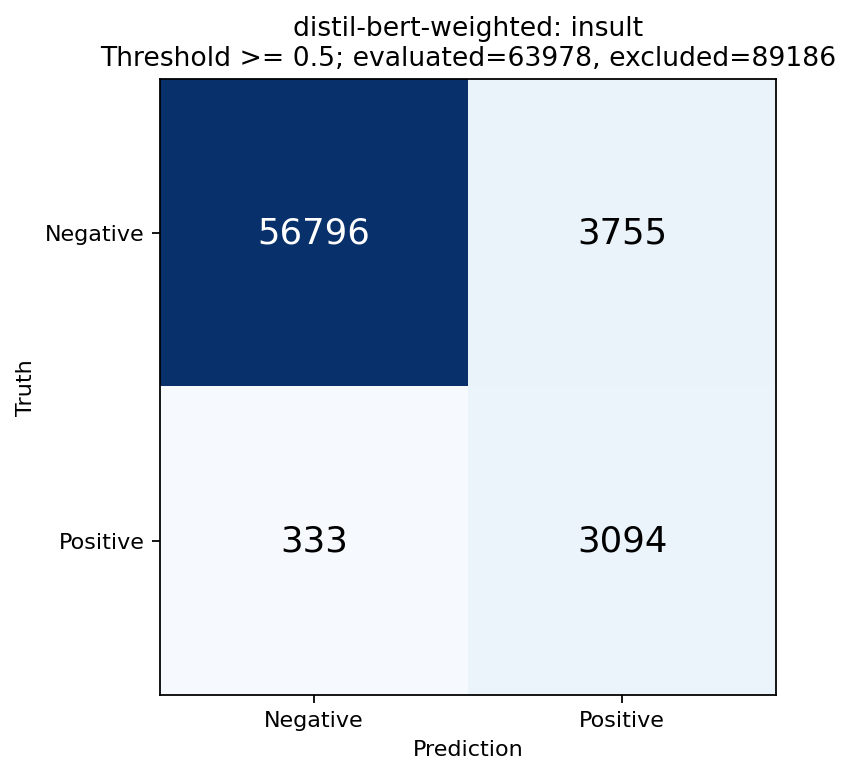 distil-bert-weighted: insult
Threshold >= 0.5; evaluated=63978, excluded=89186
Truth
Negative
56796
3755
Positive
333
3094
Negative
Positive
Prediction